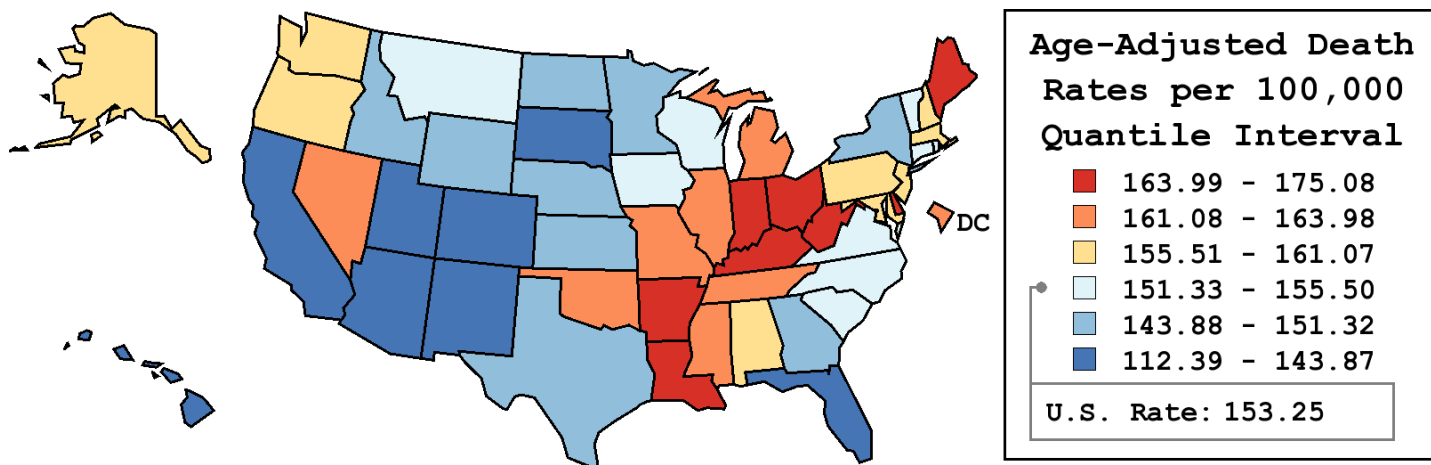 Age-Adjusted Death
Rates per 100,000
Quantile Interval
163.99 - 175.08
161.08 - 163.98
155.51 - 161.07
151.33 - 155.50
143.88 - 151.32
112.39 - 143.87
U.S. Rate: 153.25
DC